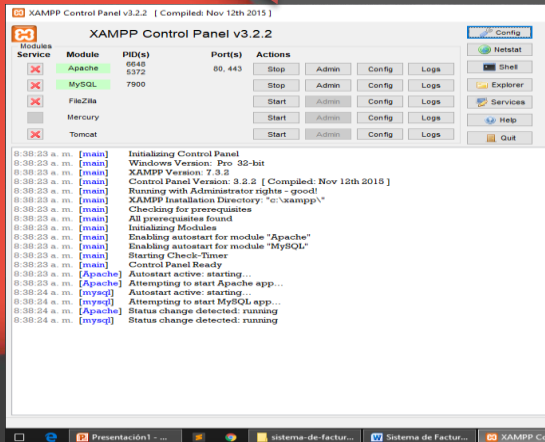 XAMPP Control Panel v3.2.2 [ Compiled: Nov 12th 2015 ]
XAMPP Control Panel v3.2.2
Config
Modules
Service Module PID(s) Port(s) Actions
Netstat
Apache 6648 5372 80, 443 Stop Admin Config Logs
Shell
MySQL 7900 Stop Admin Config Logs
Explorer
FileZilla Start Admin Config Logs
Services
Mercury Start Admin Config Logs
Help
Tomcat Start Admin Config Logs
Quit
8:38:23 a. m. [main] Initializing Control Panel
8:38:23 a. m. [main] Windows Version: Pro 32-bit
8:38:23 a. m. [main] XAMPP Version: 7.3.2
8:38:23 a. m. [main] Control Panel Version: 3.2.2 [ Compiled: Nov 12th 2015 ]
8:38:23 a. m. [main] Running with Administrator rights - good!
8:38:23 a. m. [main] XAMPP Installation Directory: "c:\xampp\"
8:38:23 a. m. [main] Checking for prerequisites
8:38:23 a. m. [main] All prerequisites found
8:38:23 a. m. [main] Initializing Modules
8:38:23 a. m. [main] Enabling autostart for module "Apache"
8:38:23 a. m. [main] Enabling autostart for module "MySQL"
8:38:23 a. m. [main] Starting Check-Timer
8:38:23 a. m. [main] Control Panel Ready
8:38:23 a. m. [Apache] Autostart active: starting...
8:38:23 a. m. [Apache] Attempting to start Apache app...
8:38:23 a. m. [mysql] Autostart active: starting...
8:38:24 a. m. [mysql] Attempting to start MySQL app...
8:38:24 a. m. [Apache] Status change detected: running
8:38:24 a. m. [mysql] Status change detected: running
Presentación1 - ... sistema-de-factur... Sistema de Factur... XAMPP Co